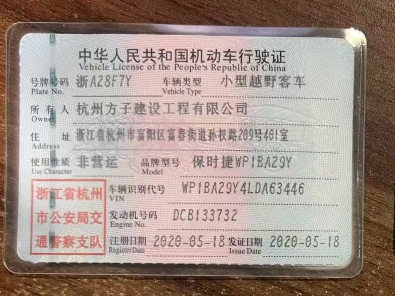 中华人民共和国机动车行驶证
Vehicle License of the People's Republic of China
号牌号码 浙A28F7Y 车辆类型 小型越野客车
Plate No. Vehicle Type
所有人 杭州方子建设工程有限公司
Owner
住址 浙江省杭州市富阳区富春街道孙权路209号401室
Address
使用性质 非营运 品牌型号 保时捷WP1BA29Y
Use Character Model
浙江省杭州
市公安局交
通警察支队
车辆识别代号 WP1BA29Y4LDA63446
VIN
发动机号码 DCB133732
Engine No.
注册日期 2020-05-18 发证日期 2020-05-18
Register Date Issue Date